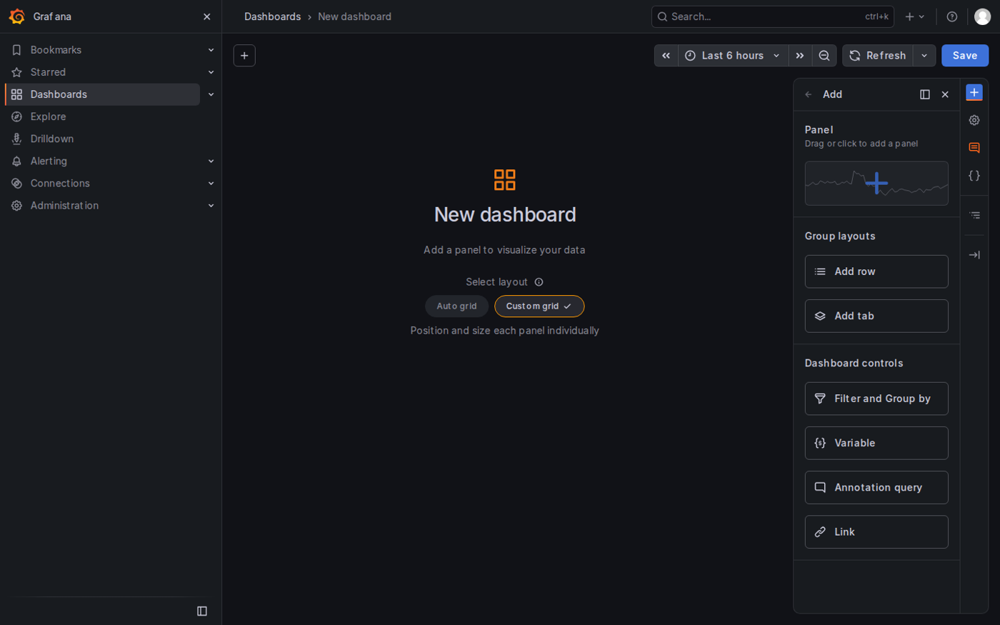 Grafana
Dashboards › New dashboard
Search...
ctrl+k
Bookmarks
Starred
Dashboards
Explore
Drilldown
Alerting
Connections
Administration
Last 6 hours
Refresh
Save
New dashboard
Add a panel to visualize your data
Select layout
Auto grid
Custom grid
Position and size each panel individually
Add
Panel
Drag or click to add a panel
Group layouts
Add row
Add tab
Dashboard controls
Filter and Group by
Variable
Annotation query
Link